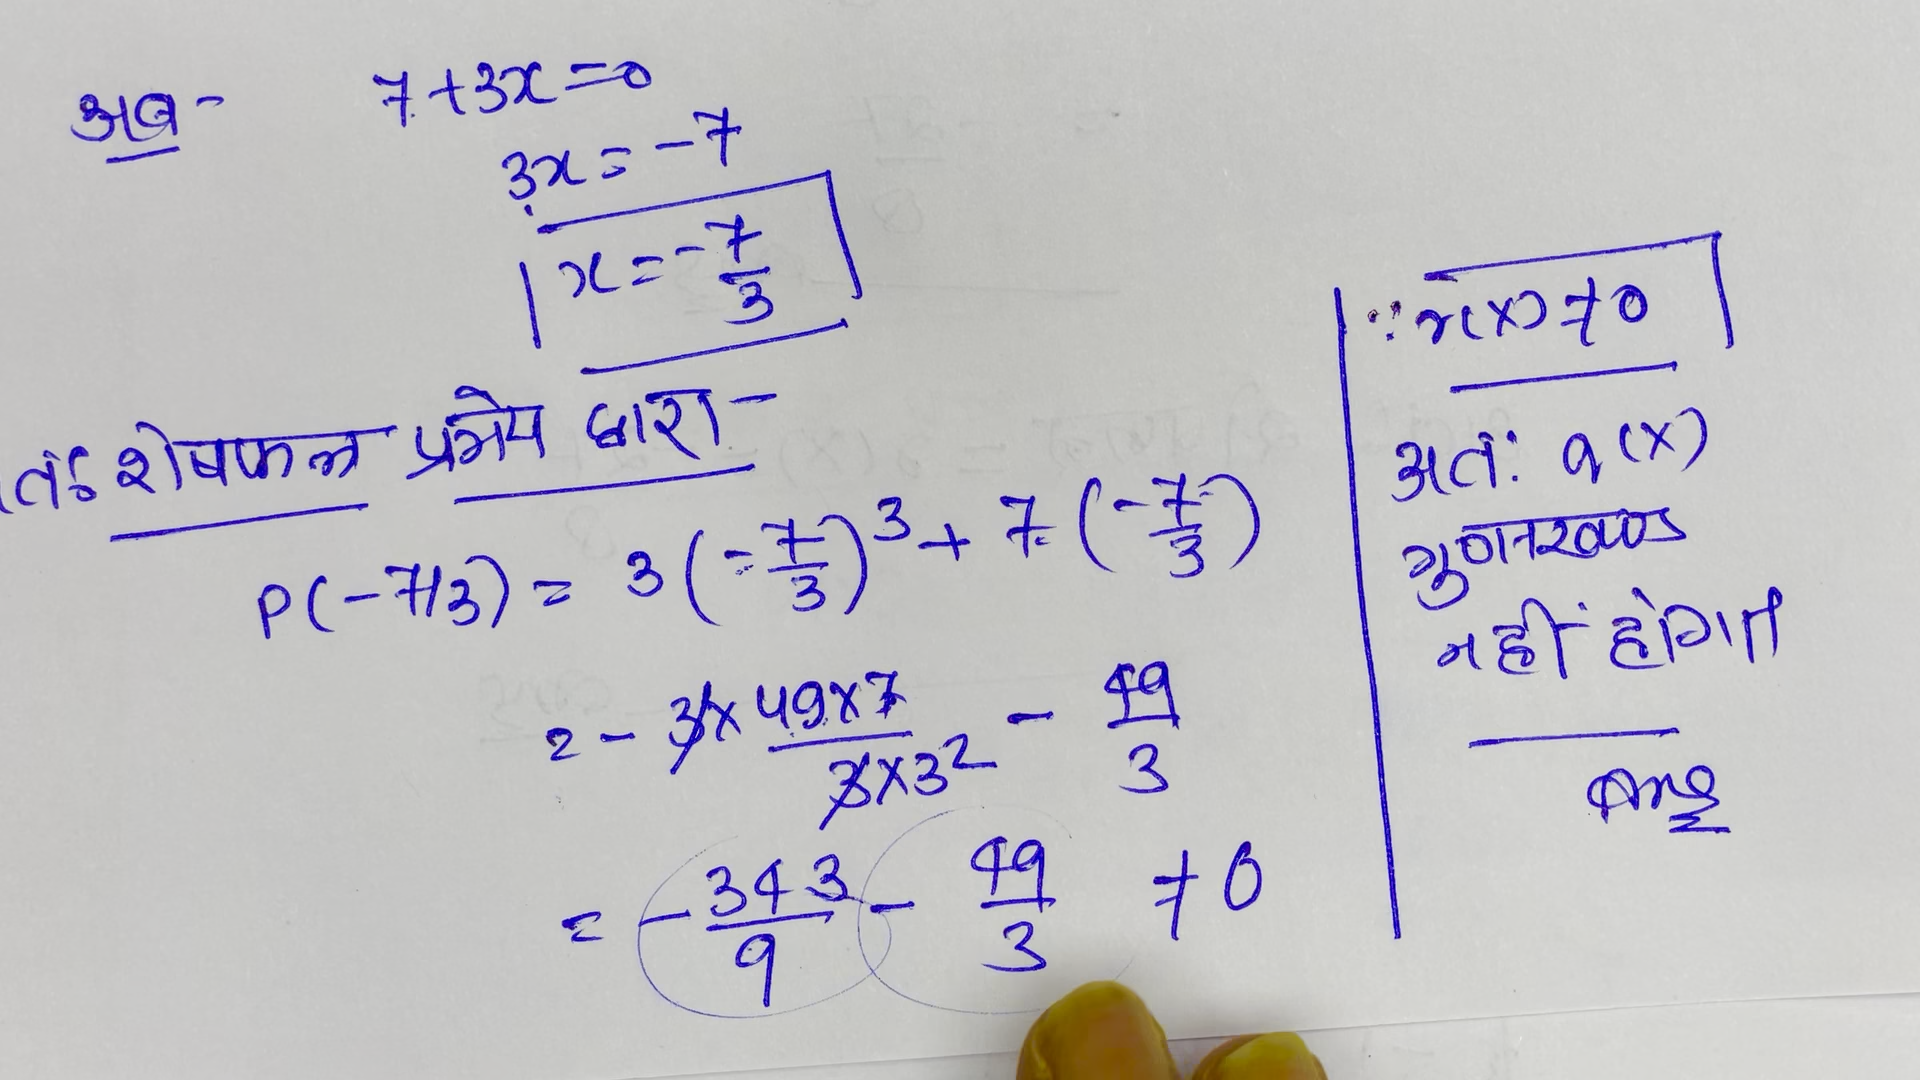 अब- 7+3x=0
3x = -7
x = -7/3
तः शेषफल प्रमेय द्वारा-
P(-7/3) = 3(-7/3)³ + 7(-7/3)
= - 3×49×7/3×3² - 49/3
= - 343/9 - 49/3 ≠ 0
∵ r(x) ≠ 0
अतः q(x)
गुणनखण्ड
नहीं होगा
Ans